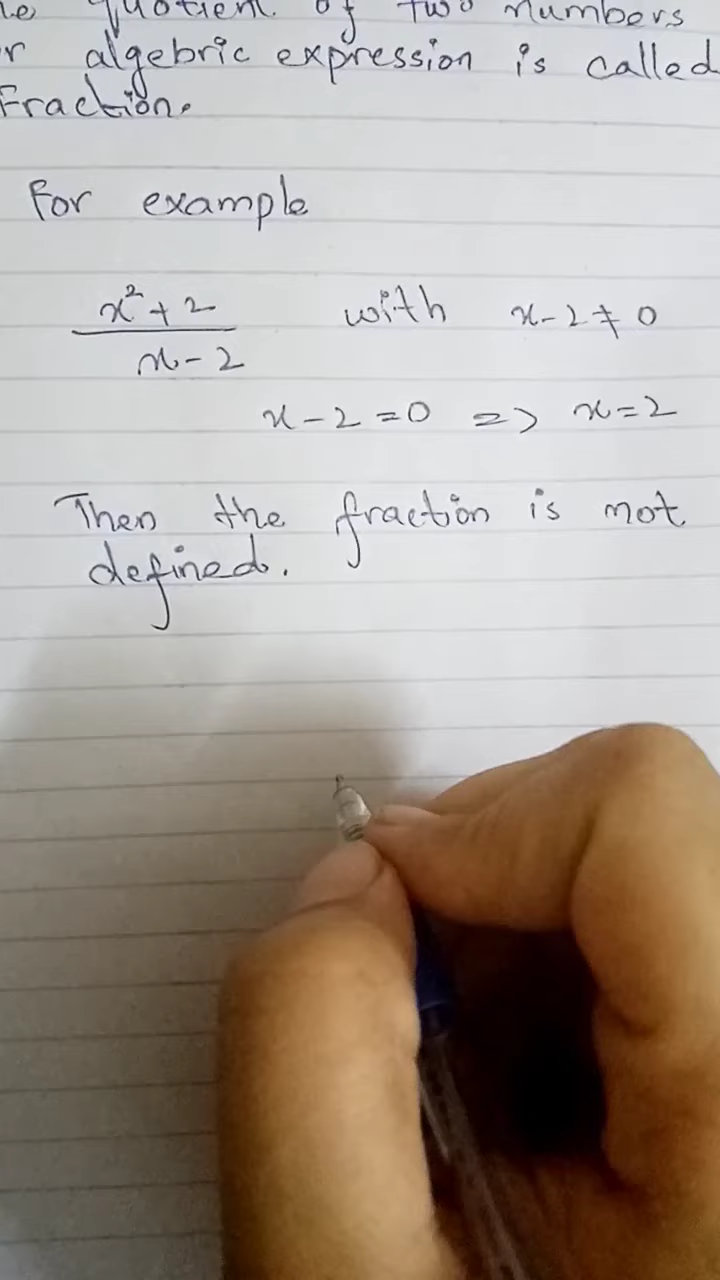 quotient of two numbers
algebric expression is called
Fraction.
For example
x²+2
x-2
with x-2≠0
x-2=0 => x=2
Then the fraction is not
defined.